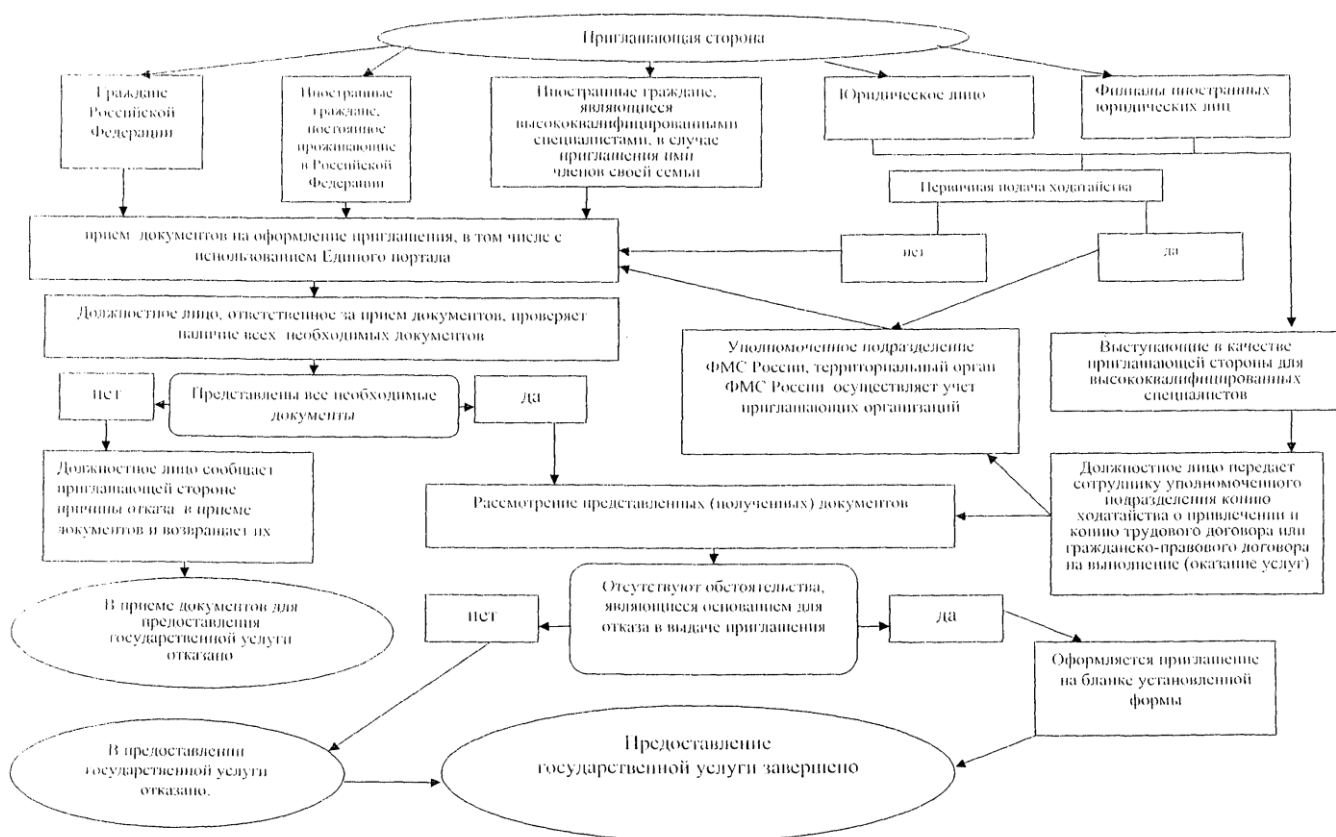 Приглашающая сторона
Граждане
Российской
Федерации
Иностранные
граждане,
постоянное
проживающие
в Российской
Федерации
Иностранные граждане,
являющиеся
высококвалифицированными
специалистами, в случае
приглашения ими
членов своей семьи
Юридическое лицо
Филиалы иностранных
юридических лиц
Первичная подача ходатайства
нет
да
прием документов на оформление приглашения, в том числе с
использованием Единого портала
Должностное лицо, ответственное за прием документов, проверяет
наличие всех необходимых документов
нет
Представлены все необходимые
документы
да
Уполномоченное подразделение
ФМС России, территориальный орган
ФМС России осуществляет учет
приглашающих организаций
Выступающие в качестве
приглашающей стороны для
высококвалифицированных
специалистов
Должностное лицо сообщает
приглашающей стороне
причины отказа в приеме
документов и возвращает их
Рассмотрение представленных (полученных) документов
Должностное лицо передает
сотруднику уполномоченного
подразделения копию
ходатайства о привлечении и
копию трудового договора или
гражданско-правового договора
на выполнение (оказание услуг)
В приеме документов для
предоставления
государственной услуги
отказано
нет
Отсутствуют обстоятельства,
являющиеся основанием для
отказа в выдаче приглашения
да
Оформляется приглашение
на бланке установленной
формы
В предоставлении
государственной услуги
отказано.
Предоставление
государственной услуги завершено